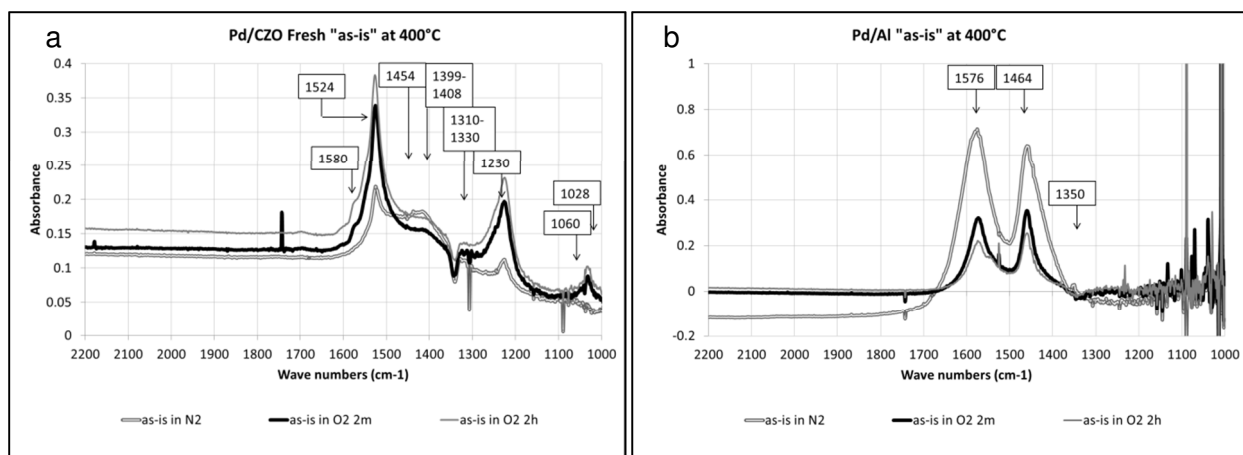 a
Pd/CZO Fresh "as-is" at 400°C
0.4
0.35
0.3
0.25
0.2
0.15
0.1
0.05
0
Absorbance
1524
1454
1399-
1408
1310-
1330
1580
1230
1028
1060
2200 2100 2000 1900 1800 1700 1600 1500 1400 1300 1200 1100 1000
Wave numbers (cm-1)
as-is in N2 as-is in O2 2m as-is in O2 2h
b
Pd/Al "as-is" at 400°C
1
0.8
0.6
0.4
0.2
0
-0.2
Absorbance
1576
1464
1350
2200 2100 2000 1900 1800 1700 1600 1500 1400 1300 1200 1100 1000
Wave numbers (cm-1)
as-is in N2 as-is in O2 2m as-is in O2 2h